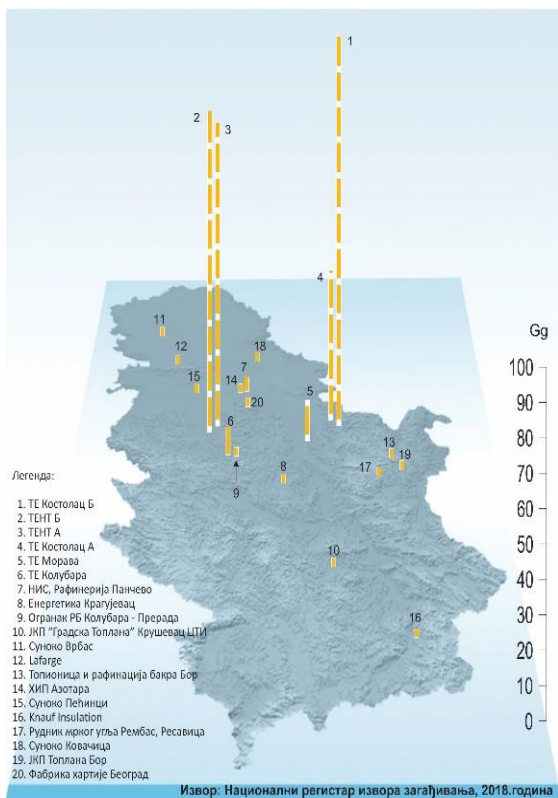 1
2
3
4
11
12
18
7
14
15
20
5
6
13
19
17
8
9
10
16
Gg
100
90
80
70
60
50
40
30
20
10
0
Легенда:
1. ТЕ Костолац Б
2. ТЕНТ Б
3. ТЕНТ А
4. ТЕ Костолац А
5. ТЕ Морава
6. ТЕ Колубара
7. НИС, Рафинерија Панчево
8. Енергетика Крагујевац
9. Огранак РБ Колубара - Прерада
10. ЈКП "Градска Топлана" Крушевац ЦТИ
11. Суноко Врбас
12. Lafarge
13. Топионица и рафинација бакра Бор
14. ХИП Азотара
15. Суноко Пећинци
16. Knauf Insulation
17. Рудник мрког угља Рембас, Ресавица
18. Суноко Ковачица
19. ЈКП Топлана Бор
20. Фабрика хартије Београд
Извор: Национални регистар извора загађивања, 2018.година